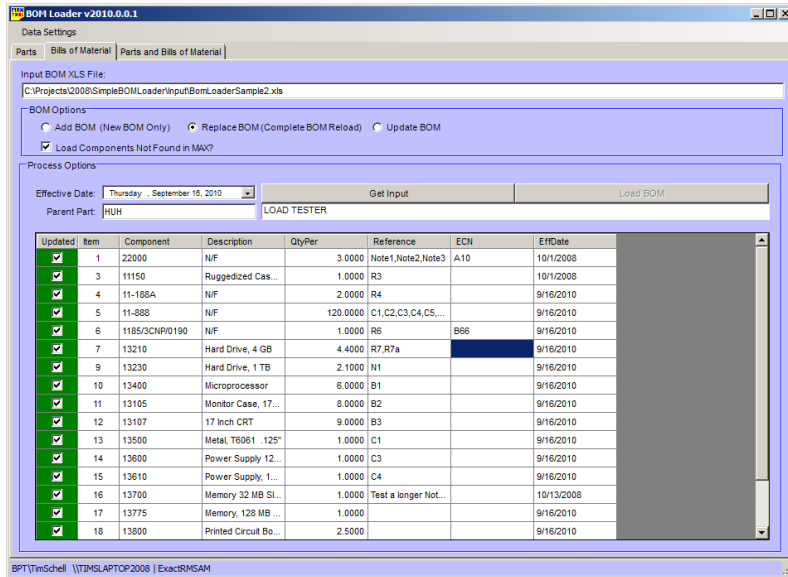 BOM Loader v2010.0.0.1
Data Settings
Parts Bills of Material Parts and Bills of Material
Input BOM XLS File:
C:\Projects\2008\SimpleBOMLoader\Input\BomLoaderSample2.xls
BOM Options
Add BOM (New BOM Only) Replace BOM (Complete BOM Reload) Update BOM
Load Components Not Found in MAX?
Process Options
Effective Date: Thursday , September 16, 2010 Get Input Load BOM
Parent Part: HUH LOAD TESTER
Updated Item Component Description QtyPer Reference ECN EffDate
1 22000 N/F 3.0000 Note1,Note2,Note3 A10 10/1/2008
3 11150 Ruggedized Cas... 1.0000 R3 10/1/2008
4 11-188A N/F 2.0000 R4 9/16/2010
5 11-888 N/F 120.0000 C1,C2,C3,C4,C5,... 9/16/2010
6 1185/3CNP/0190 N/F 1.0000 R6 B66 9/16/2010
7 13210 Hard Drive, 4 GB 4.4000 R7,R7a 9/16/2010
9 13230 Hard Drive, 1 TB 2.1000 N1 9/16/2010
10 13400 Microprocessor 6.0000 B1 9/16/2010
11 13105 Monitor Case, 17... 8.0000 B2 9/16/2010
12 13107 17 Inch CRT 9.0000 B3 9/16/2010
13 13500 Metal, T6061 .125" 1.0000 C1 9/16/2010
14 13600 Power Supply 12... 1.0000 C3 9/16/2010
15 13610 Power Supply, 1... 1.0000 C4 9/16/2010
16 13700 Memory 32 MB SI... 1.0000 Test a longer Not... 10/13/2008
17 13775 Memory, 128 MB ... 1.0000 9/16/2010
18 13800 Printed Circuit Bo... 2.5000 9/16/2010
BPT\TimSchell \\TIMSLAPTOP2008 | ExactRMSAM